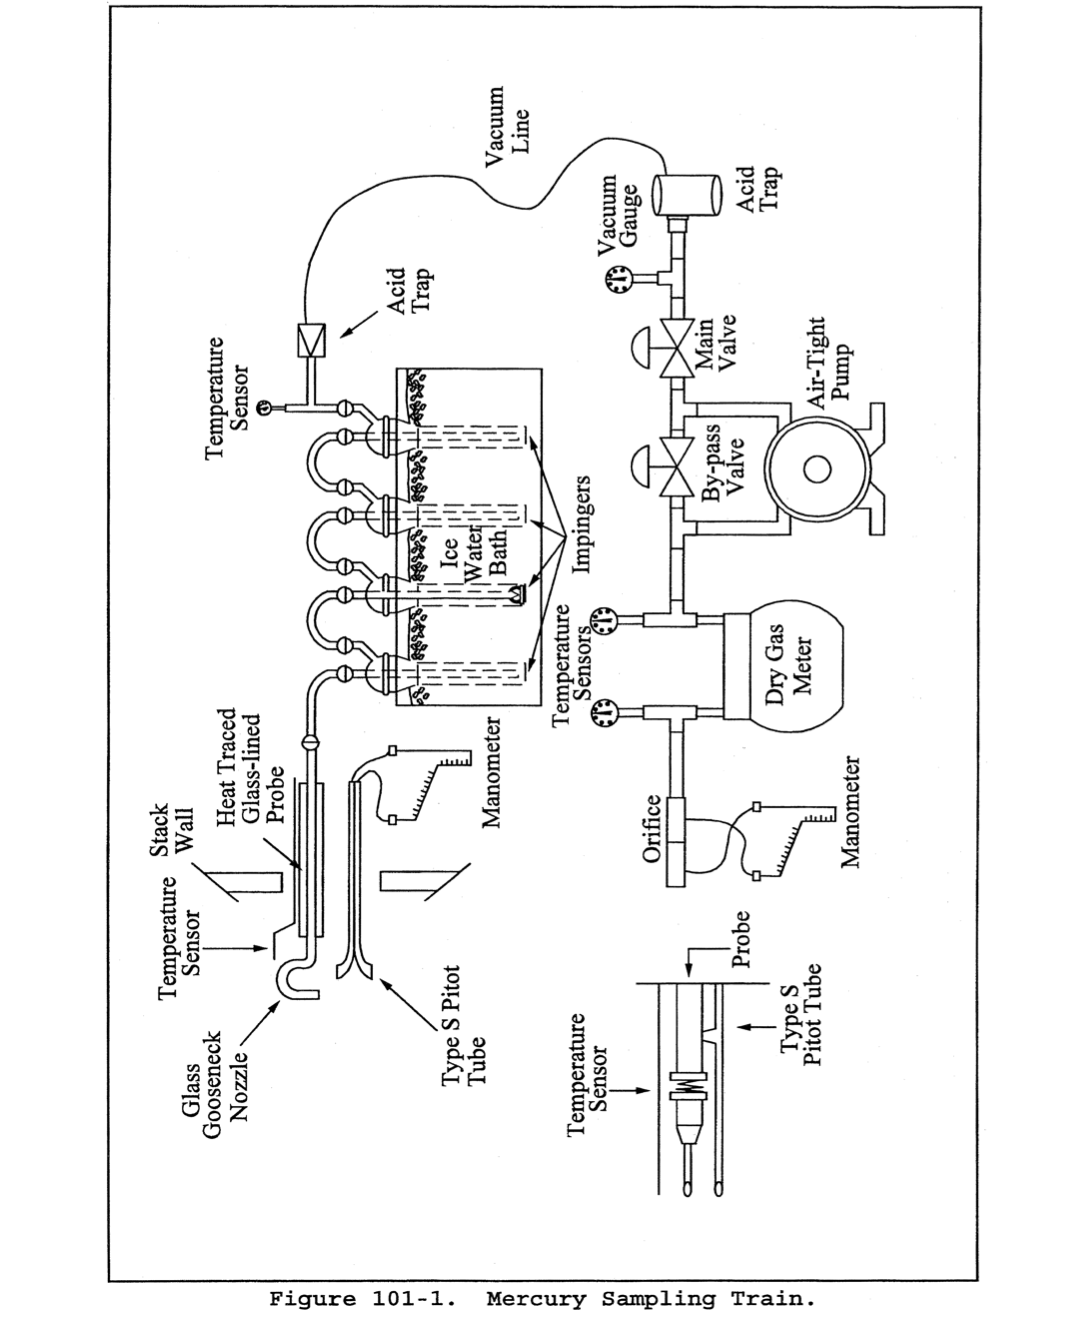 Vacuum
Line
Temperature
Sensor
Acid
Trap
Vacuum
Gauge
Acid
Trap
Main
Valve
By-pass
Valve
Air-Tight
Pump
Ice
Water
Bath
Impingers
Temperature
Sensors
Dry Gas
Meter
Heat Traced
Glass-lined
Probe
Stack
Wall
Manometer
Temperature
Sensor
Orifice
Manometer
Glass
Gooseneck
Nozzle
Type S Pitot
Tube
Temperature
Sensor
Probe
Type S
Pitot Tube
Figure 101-1. Mercury Sampling Train.